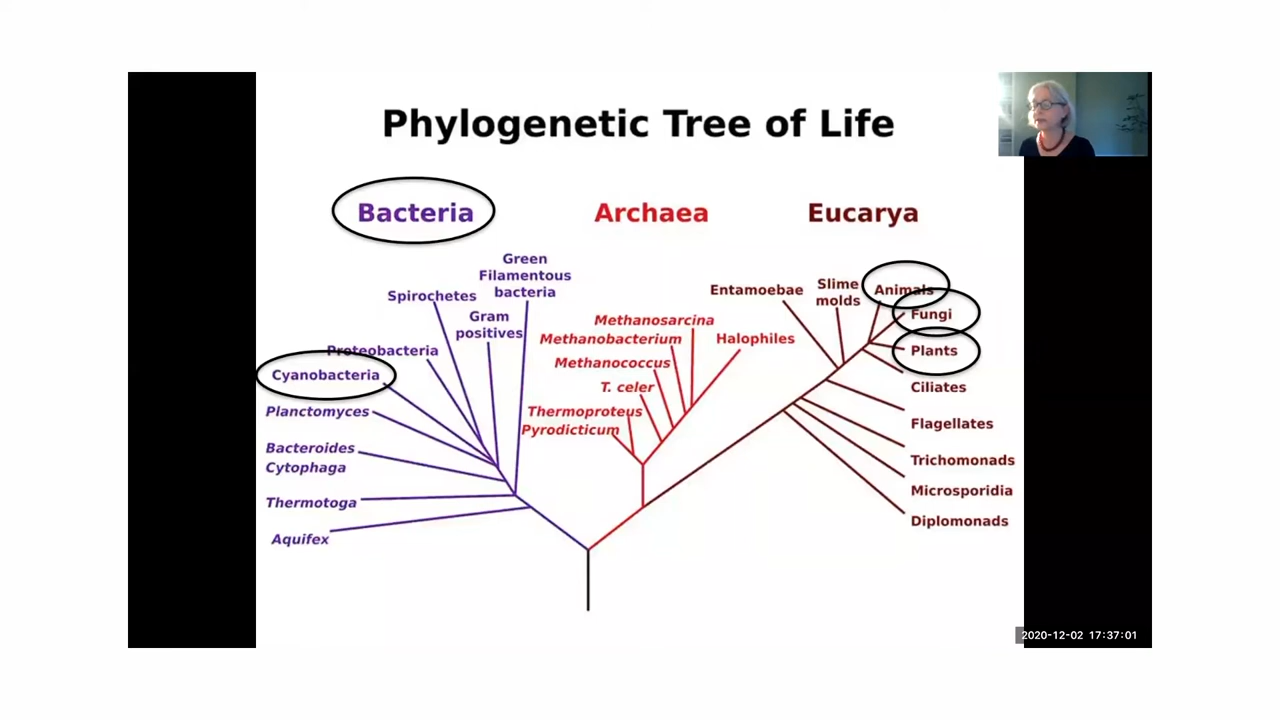 Phylogenetic Tree of Life
Bacteria
Archaea
Eucarya
Green
Filamentous
bacteria
Spirochetes
Gram
positives
Proteobacteria
Cyanobacteria
Planctomyces
Bacteroides
Cytophaga
Thermotoga
Aquifex
Methanosarcina
Methanobacterium
Halophiles
Methanococcus
T. celer
Thermoproteus
Pyrodicticum
Entamoebae
Slime
molds
Animals
Fungi
Plants
Ciliates
Flagellates
Trichomonads
Microsporidia
Diplomonads
2020-12-02 17:37:01